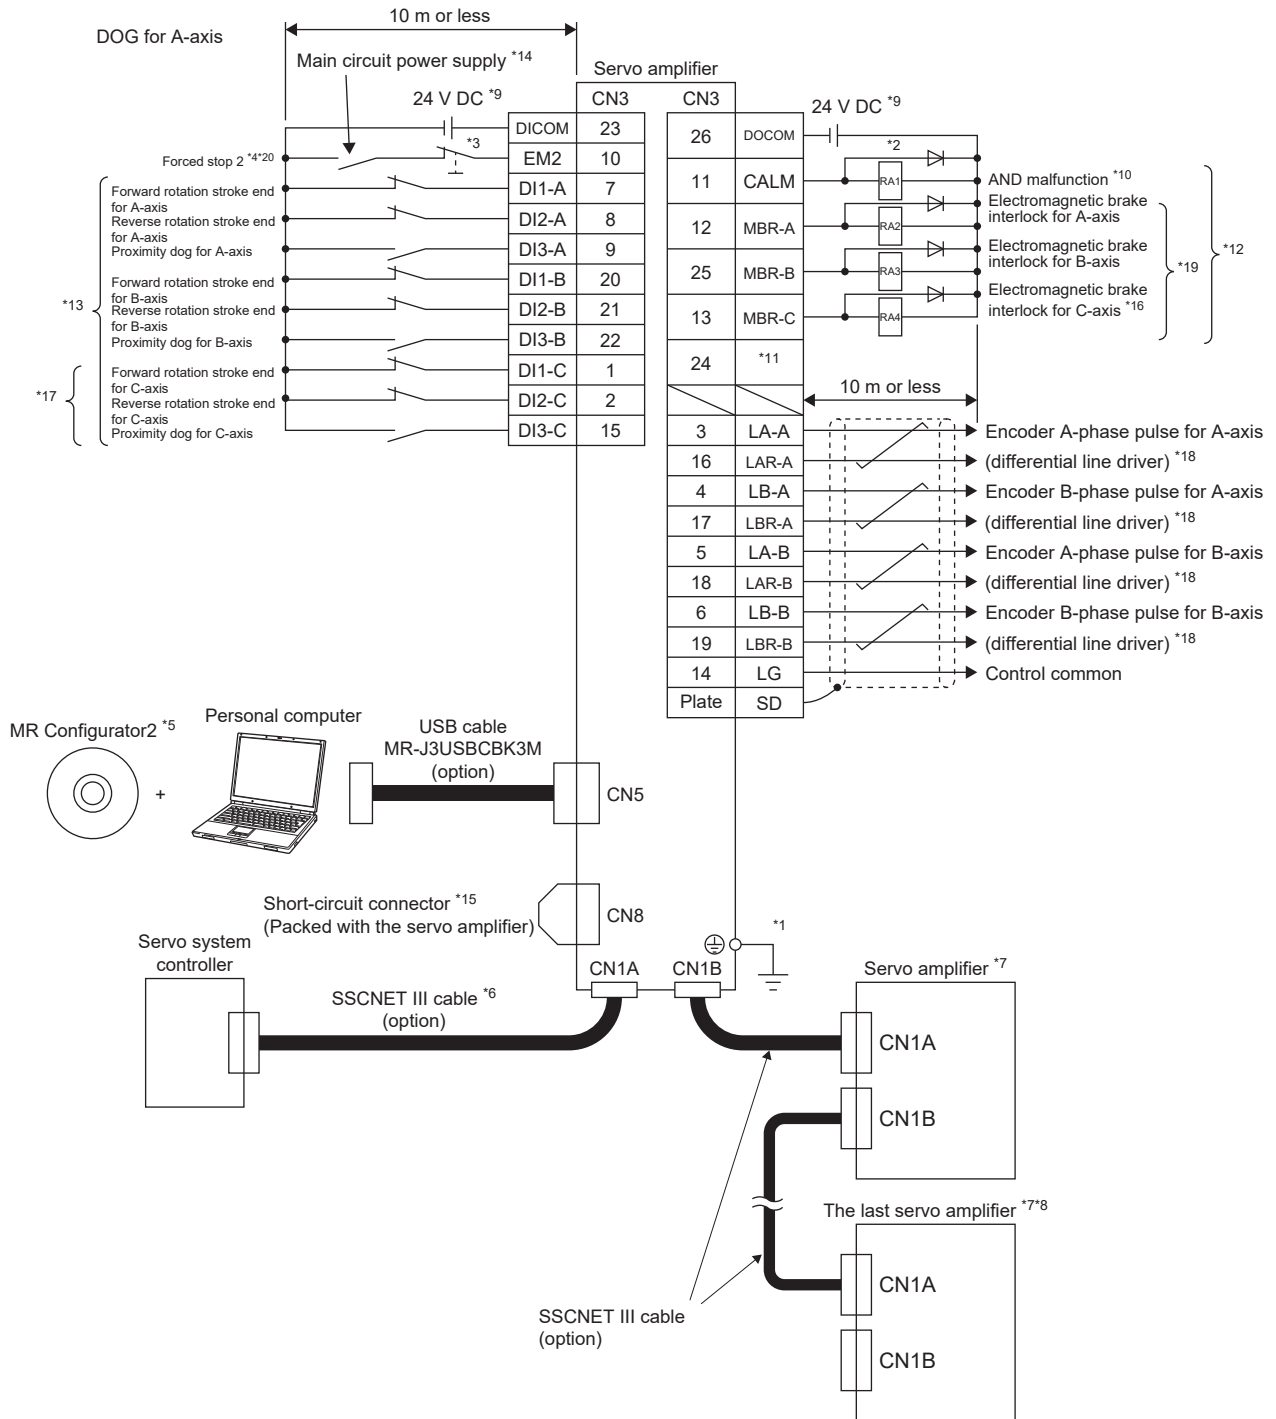 10 m or less
DOG for A-axis
Main circuit power supply *14
Servo amplifier
24 V DC *9
CN3
CN3
24 V DC *9
DICOM 23
26 DOCOM
*3
*2
Forced stop 2 *4*20
EM2 10
11 CALM
RA1
AND malfunction *10
Forward rotation stroke end
for A-axis
DI1-A 7
Reverse rotation stroke end
for A-axis
DI2-A 8
12 MBR-A
RA2
Electromagnetic brake
interlock for A-axis
Proximity dog for A-axis
DI3-A 9
25 MBR-B
RA3
Electromagnetic brake
interlock for B-axis
*19
*12
*13
Forward rotation stroke end
for B-axis
DI1-B 20
Reverse rotation stroke end
for B-axis
DI2-B 21
13 MBR-C
RA4
Electromagnetic brake
interlock for C-axis *16
Proximity dog for B-axis
DI3-B 22
24 *11
*17
Forward rotation stroke end
for C-axis
DI1-C 1
Reverse rotation stroke end
for C-axis
DI2-C 2
10 m or less
Proximity dog for C-axis
DI3-C 15
3 LA-A Encoder A-phase pulse for A-axis
16 LAR-A (differential line driver) *18
4 LB-A Encoder B-phase pulse for A-axis
17 LBR-A (differential line driver) *18
5 LA-B Encoder A-phase pulse for B-axis
18 LAR-B (differential line driver) *18
6 LB-B Encoder B-phase pulse for B-axis
19 LBR-B (differential line driver) *18
14 LG Control common
Plate SD
MR Configurator2 *5
+
Personal computer
USB cable
MR-J3USBCBK3M
(option)
CN5
Short-circuit connector *15
(Packed with the servo amplifier)
CN8
*1
Servo system
controller
CN1A
CN1B
SSCNET III cable *6
(option)
Servo amplifier *7
CN1A
CN1B
The last servo amplifier *7*8
CN1A
CN1B
SSCNET III cable
(option)